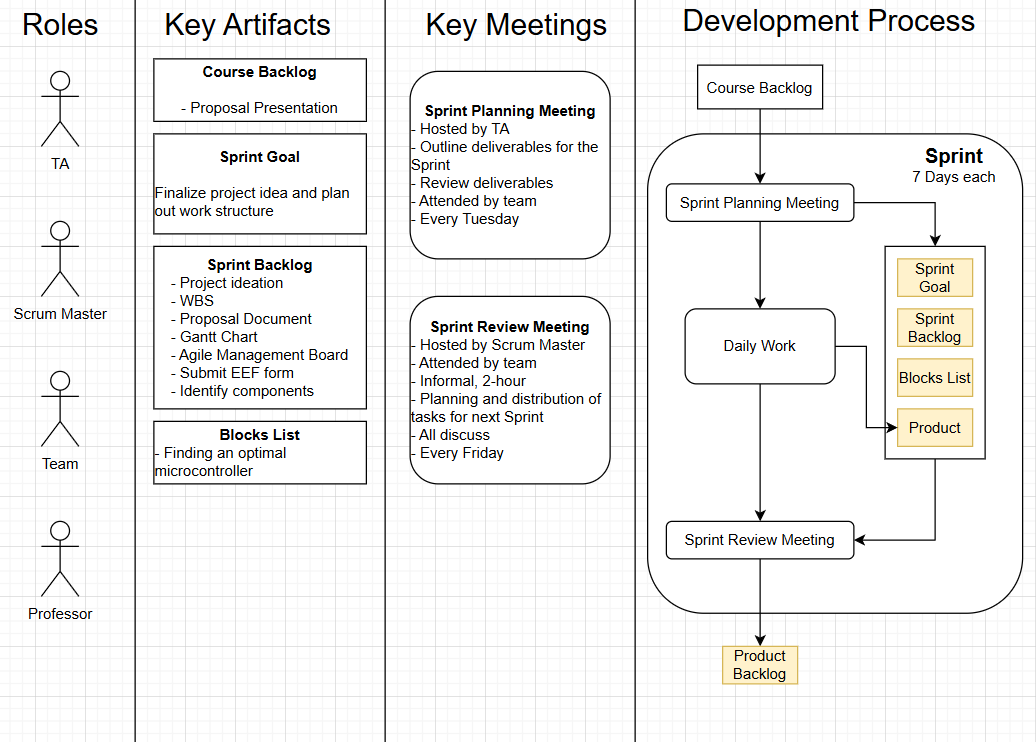 Roles
TA
Scrum Master
Team
Professor
Key Artifacts
Course Backlog
- Proposal Presentation
Sprint Goal
Finalize project idea and plan
out work structure
Sprint Backlog
- Project ideation
- WBS
- Proposal Document
- Gantt Chart
- Agile Management Board
- Submit EEF form
- Identify components
Blocks List
- Finding an optimal
microcontroller
Key Meetings
Sprint Planning Meeting
- Hosted by TA
- Outline deliverables for the
Sprint
- Review deliverables
- Attended by team
- Every Tuesday
Sprint Review Meeting
- Hosted by Scrum Master
- Attended by team
- Informal, 2-hour
- Planning and distribution of
tasks for next Sprint
- All discuss
- Every Friday
Development Process
Course Backlog
Sprint
7 Days each
Sprint Planning Meeting
Sprint
Goal
Sprint
Backlog
Blocks List
Product
Daily Work
Sprint Review Meeting
Product
Backlog